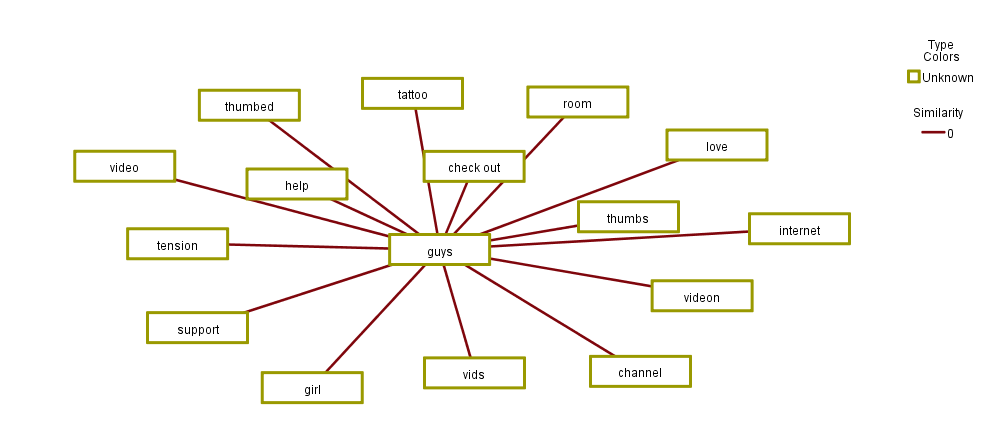 Type
Colors
Unknown
Similarity
0
tattoo
thumbed
room
love
video
check out
help
thumbs
internet
tension
guys
videon
support
vids
channel
girl